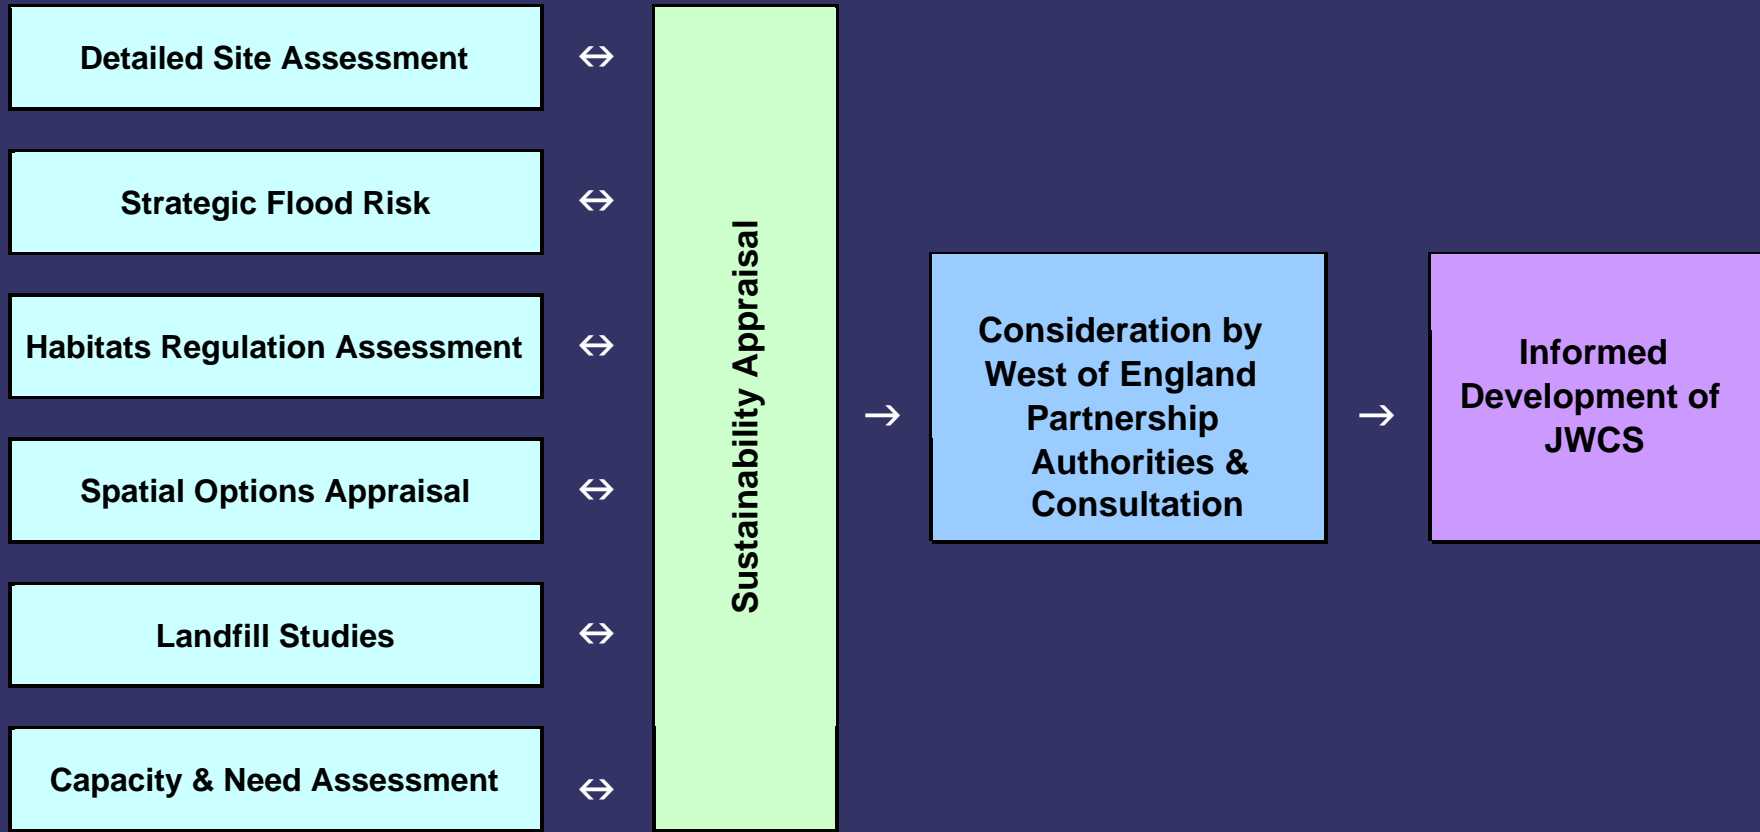 Detailed Site Assessment
↔
Strategic Flood Risk
↔
Habitats Regulation Assessment
↔
Spatial Options Appraisal
↔
Landfill Studies
↔
Capacity & Need Assessment
↔
Sustainability Appraisal
→
Consideration by
West of England
Partnership
Authorities &
Consultation
→
Informed
Development of
JWCS